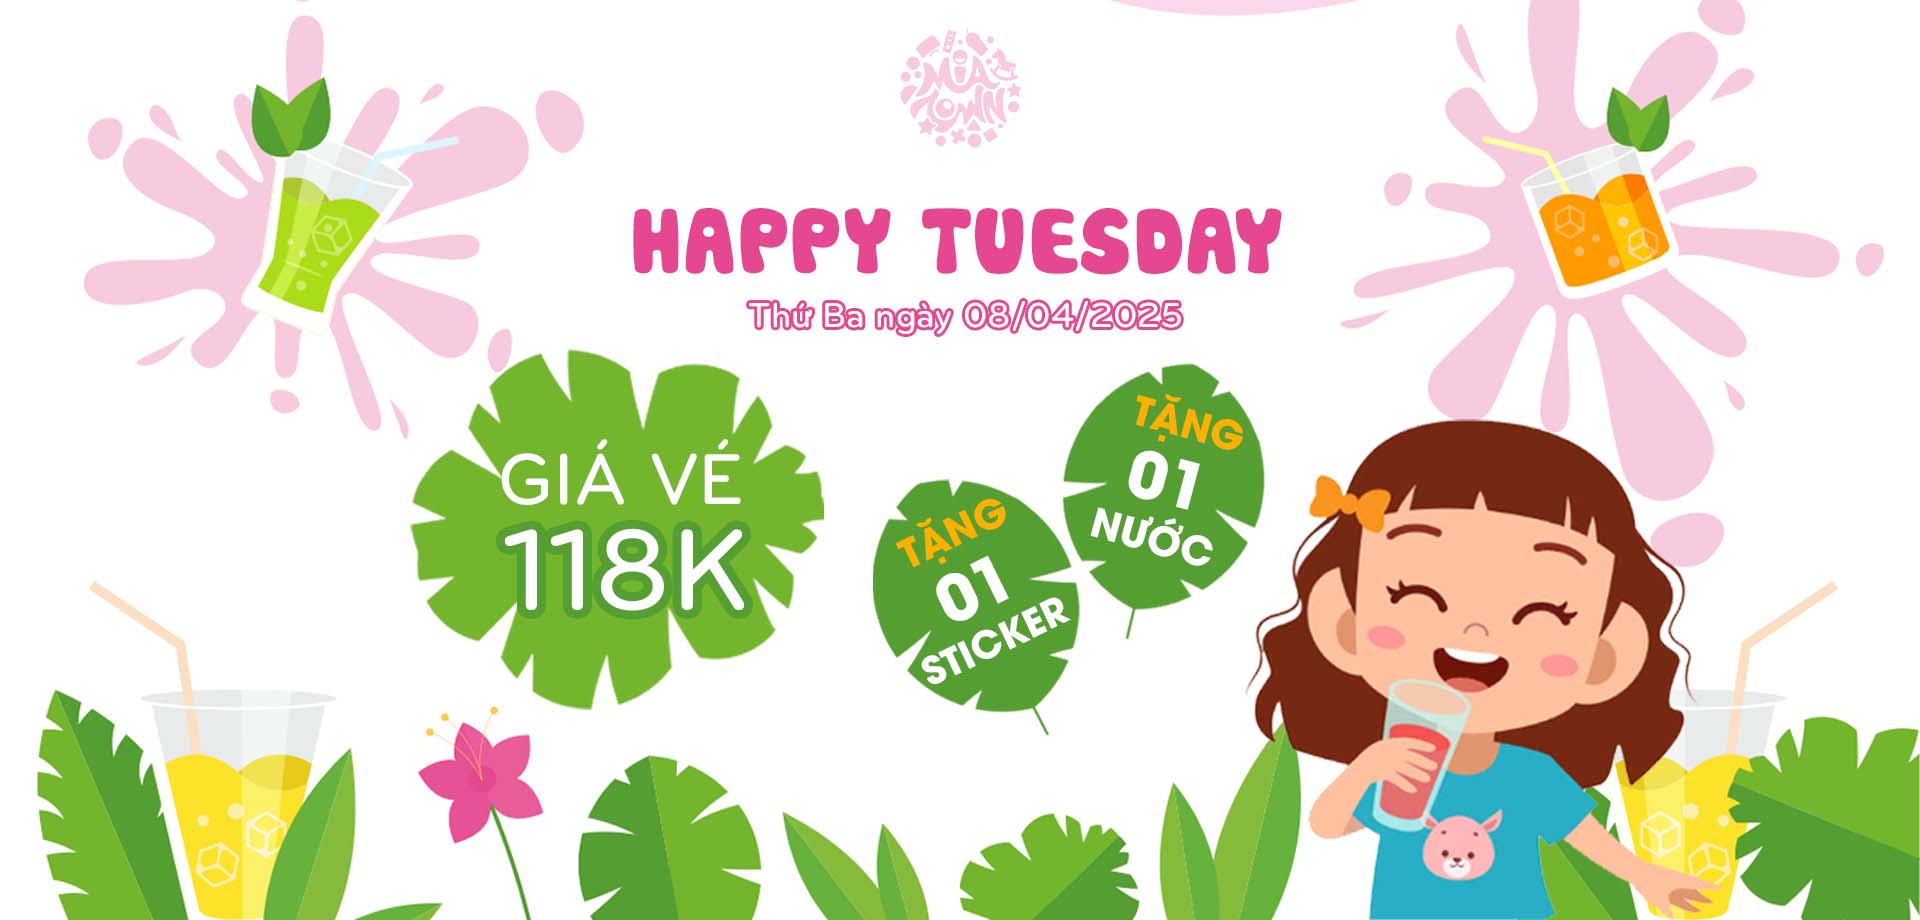 MIA
TOWN
HAPPY TUESDAY
Thứ Ba ngày 08/04/2025
GIÁ VÉ
118K
TẶNG
01
STICKER
TẶNG
01
NƯỚC